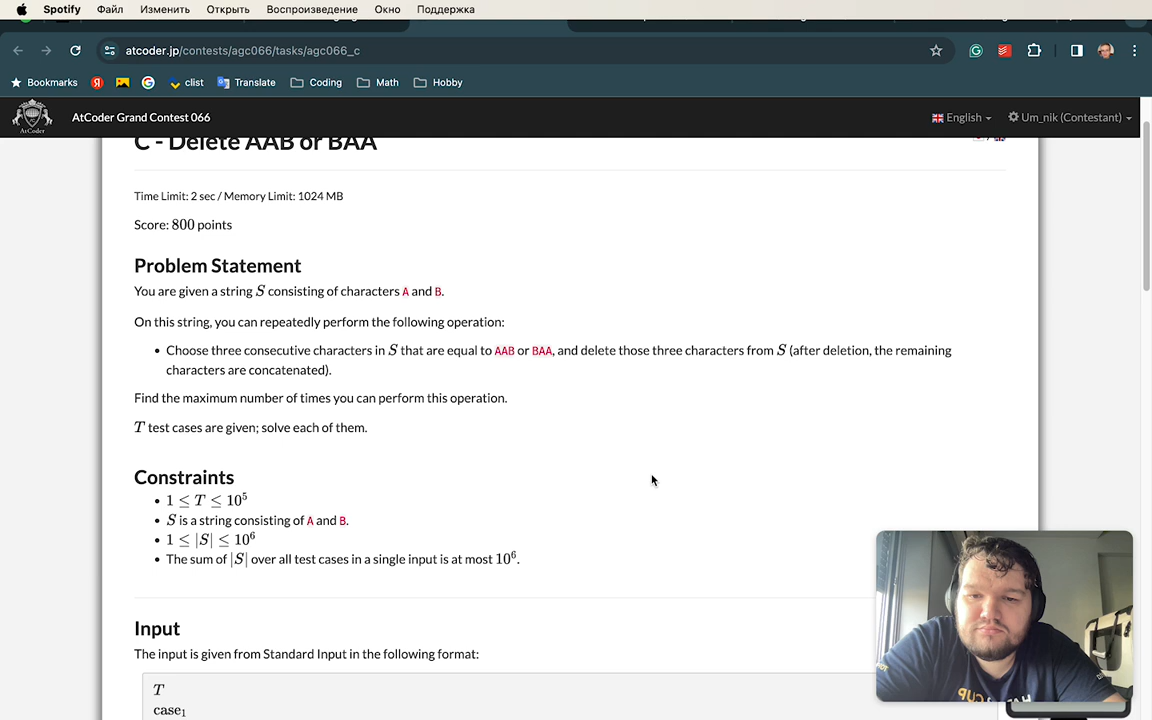 Spotify Файл Изменить Открыть Воспроизведение Окно Поддержка
atcoder.jp/contests/agc066/tasks/agc066_c
Bookmarks Я clist Translate Coding Math Hobby
AtCoder AtCoder Grand Contest 066 English Um_nik (Contestant)
C - Delete AAB or BAA
Time Limit: 2 sec / Memory Limit: 1024 MB
Score: 800 points
Problem Statement
You are given a string S consisting of characters A and B.
On this string, you can repeatedly perform the following operation:
• Choose three consecutive characters in S that are equal to AAB or BAA, and delete those three characters from S (after deletion, the remaining
characters are concatenated).
Find the maximum number of times you can perform this operation.
T test cases are given; solve each of them.
Constraints
• 1 ≤ T ≤ 10⁵
• S is a string consisting of A and B.
• 1 ≤ |S| ≤ 10⁶
• The sum of |S| over all test cases in a single input is at most 10⁶.
Input
The input is given from Standard Input in the following format:
T
case₁